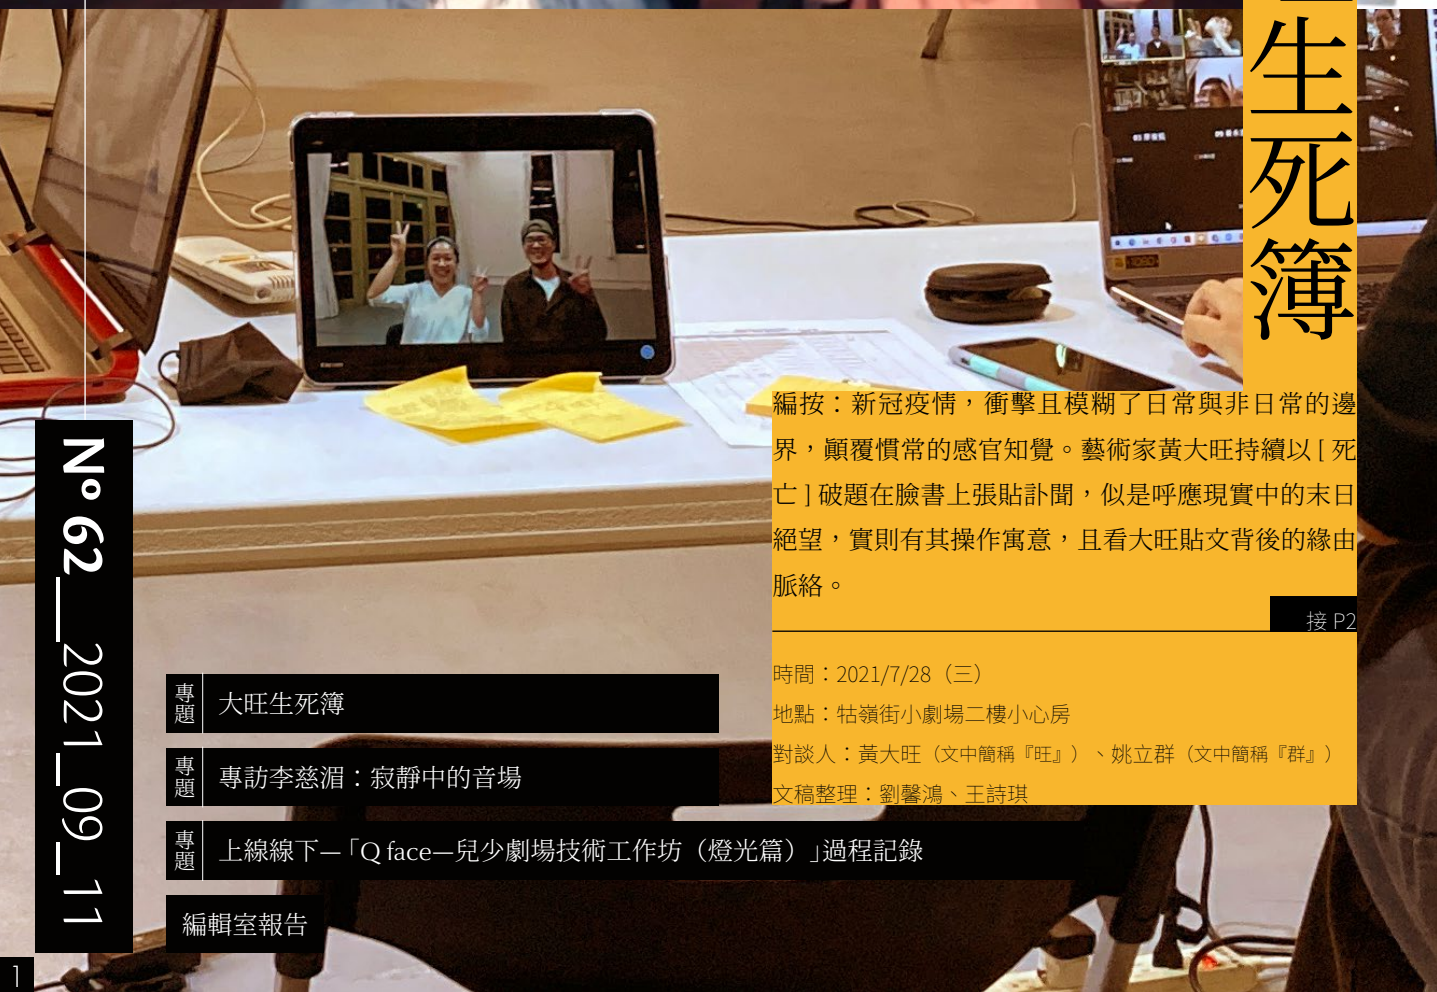 生死簿
編按：新冠疫情，衝擊且模糊了日常與非日常的邊
界，顛覆慣常的感官知覺。藝術家黃大旺持續以 [ 死
亡 ] 破題在臉書上張貼訃聞，似是呼應現實中的末日
絕望，實則有其操作寓意，且看大旺貼文背後的緣由
脈絡。
接 P2
時間：2021/7/28（三）
地點：牯嶺街小劇場二樓小心房
對談人：黃大旺（文中簡稱『旺』）、姚立群（文中簡稱『群』）
文稿整理：劉馨鴻、王詩琪
Nº 62__2021_09_11
專題 大旺生死簿
專題 專訪李慈湄：寂靜中的音場
專題 上線線下—「Q face—兒少劇場技術工作坊（燈光篇）」過程記錄
編輯室報告
1